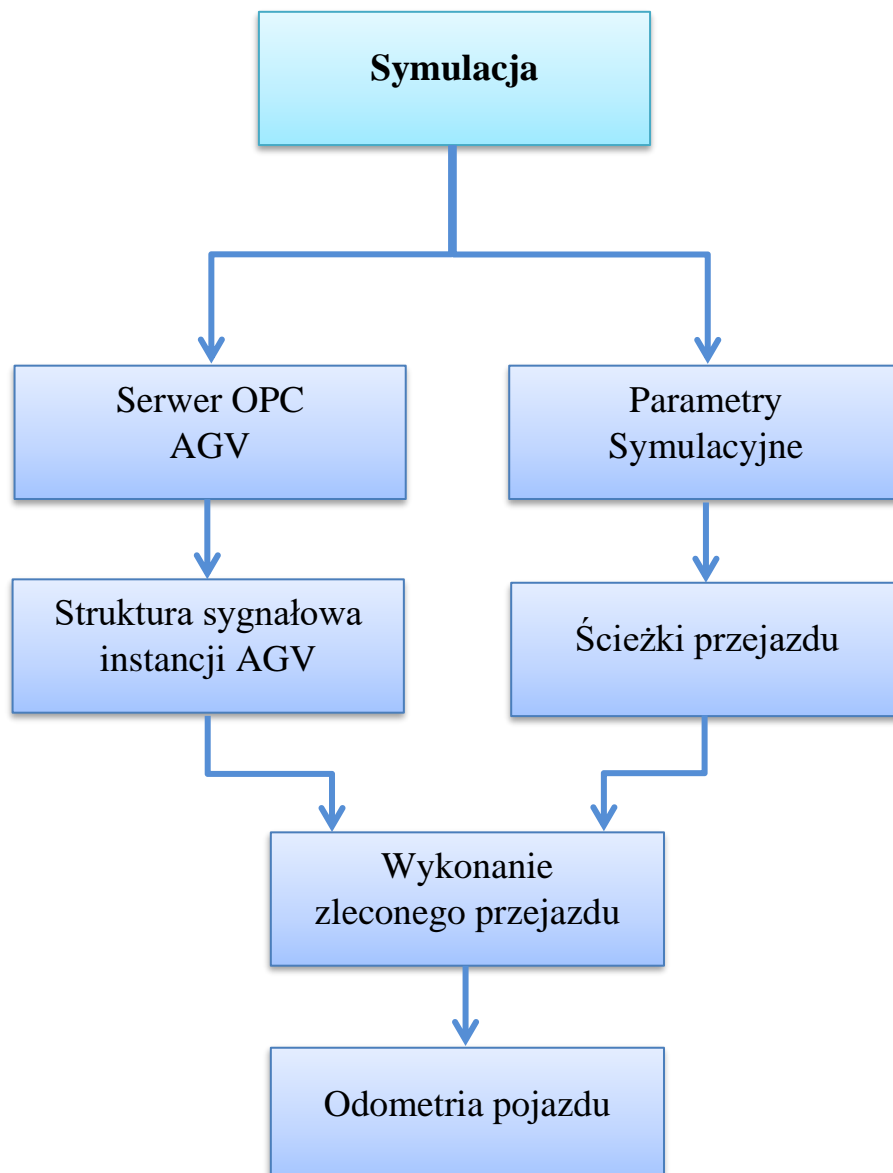 Symulacja
Serwer OPC
AGV
Parametry
Symulacyjne
Struktura sygnałowa
instancji AGV
Ścieżki przejazdu
Wykonanie
zleconego przejazdu
Odometria pojazdu